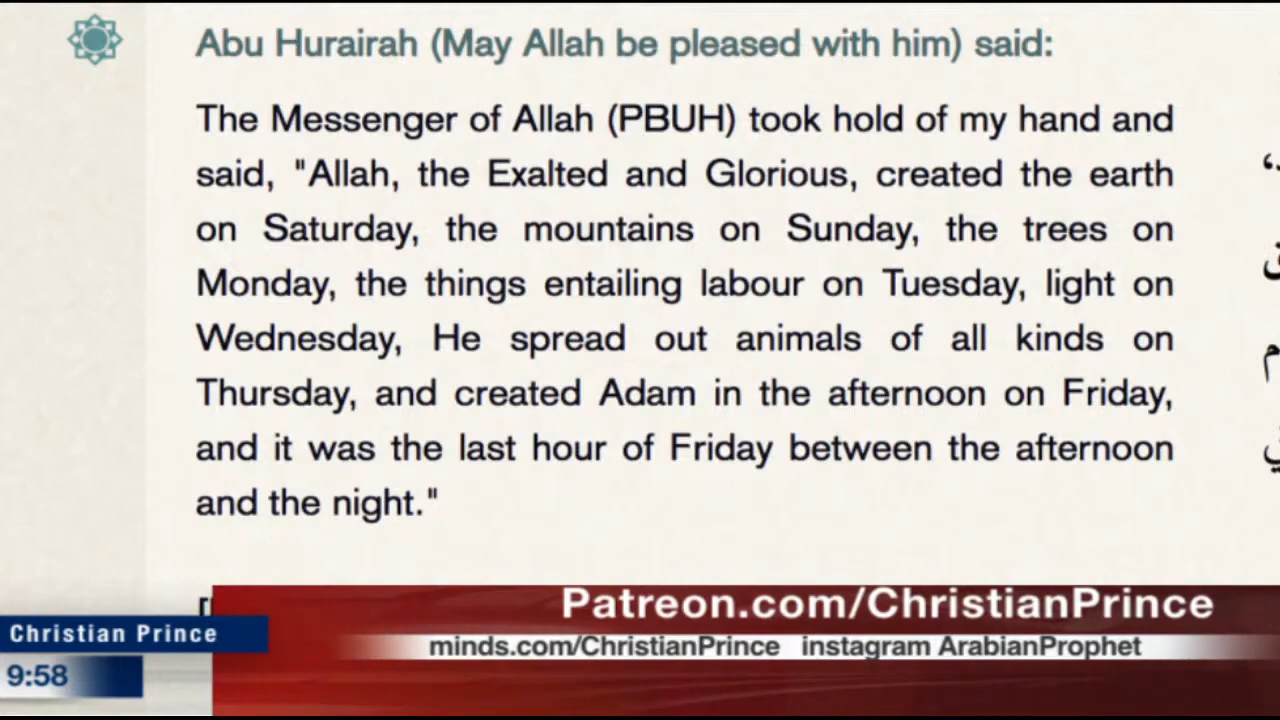 Abu Hurairah (May Allah be pleased with him) said:
The Messenger of Allah (PBUH) took hold of my hand and
said, "Allah, the Exalted and Glorious, created the earth
on Saturday, the mountains on Sunday, the trees on
Monday, the things entailing labour on Tuesday, light on
Wednesday, He spread out animals of all kinds on
Thursday, and created Adam in the afternoon on Friday,
and it was the last hour of Friday between the afternoon
and the night."
Patreon.com/ChristianPrince
Christian Prince
minds.com/ChristianPrince instagram ArabianProphet
9:58